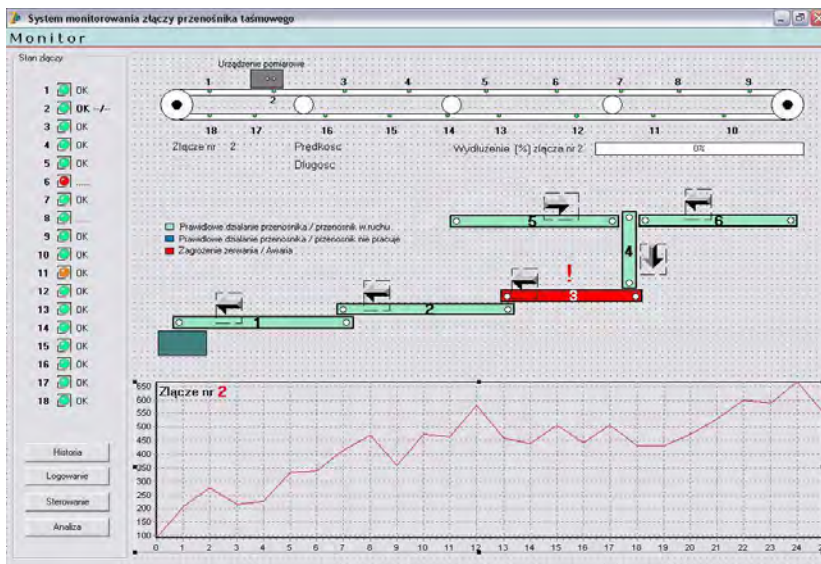 System monitorowania złączy przenośnika taśmowego
Monitor
Stan złączy
1 OK
2 OK --/--
3 OK
4 OK
5 OK
6 .....
7 OK
8 .....
9 OK
10 OK
11 OK
12 OK
13 OK
14 OK
15 OK
16 OK
17 OK
18 OK
Historia
Logowanie
Sterowanie
Analiza
Urządzenie pomiarowe
1 3 4 5 6 7 8 9
2
18 17 16 15 14 13 12 11 10
Złącze nr 2 Prędkosc Wydłużenie [%] złącza nr 2 0%
Długosc
5 6
4
Prawidłowe działanie przenośnika / przenośnik w ruchu
Prawidłowe działanie przenośnika / przenośnik nie pracuje
Zagrożenie zerwania / Awaria
!
3
2
1
Złącze nr 2
650
600
550
500
450
400
350
300
250
200
150
100
0 1 2 3 4 5 6 7 8 9 10 11 12 13 14 15 16 17 18 19 20 21 22 23 24